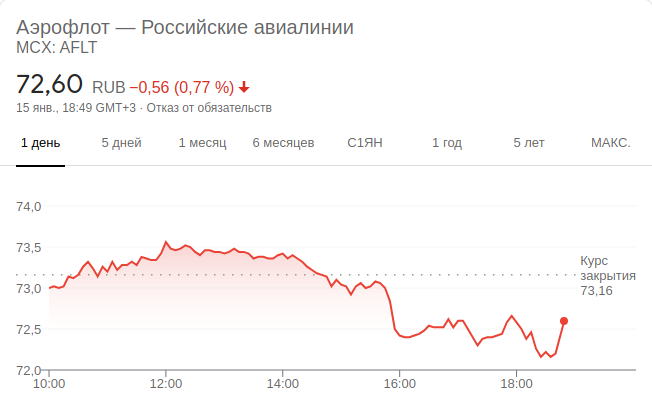 Аэрофлот — Российские авиалинии
MCX: AFLT
72,60 RUB −0,56 (0,77 %)
15 янв., 18:49 GMT+3 · Отказ от обязательств
1 день 5 дней 1 месяц 6 месяцев С1ЯН 1 год 5 лет МАКС.
74,0
73,5
Курс
закрытия
73,16
73,0
72,5
72,0
10:00 12:00 14:00 16:00 18:00